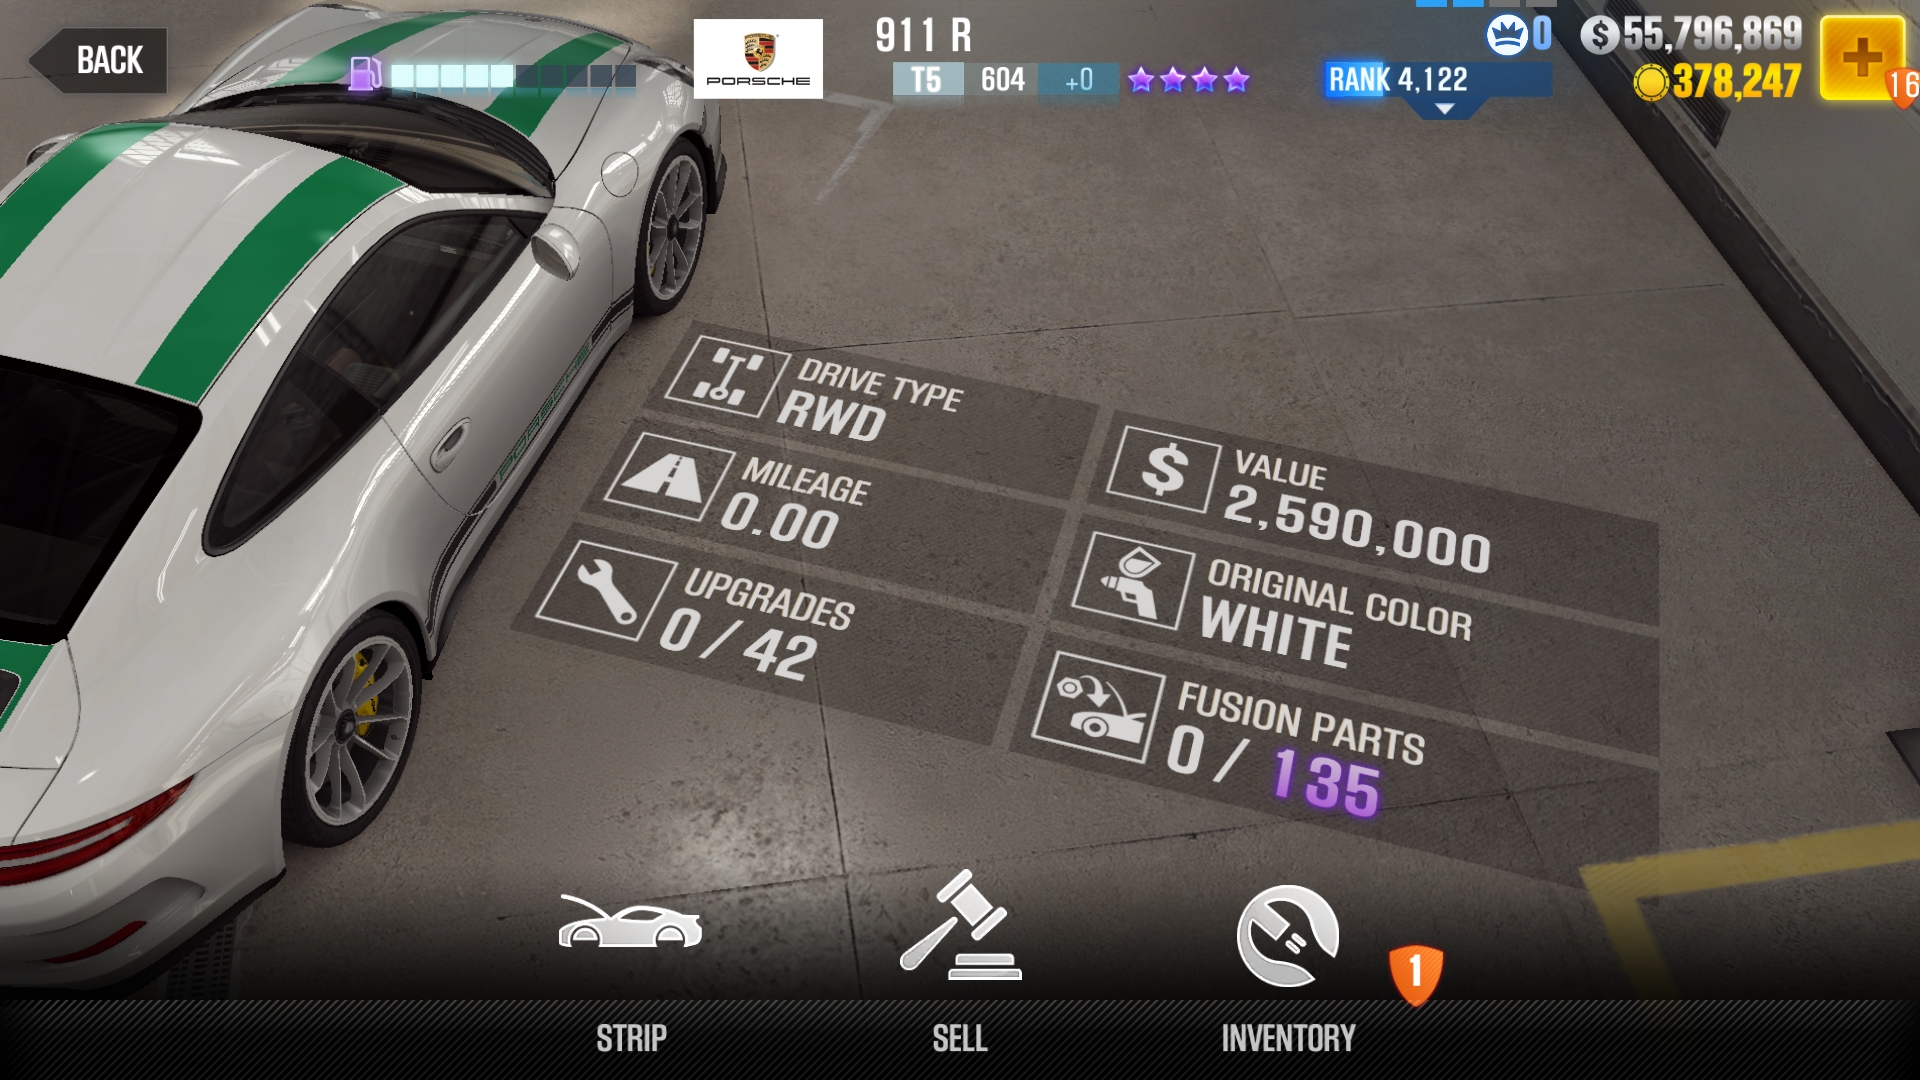 BACK
PORSCHE
911 R
T5 604 +0
RANK 4,122
0
$ 55,796,869
378,247
16
DRIVE TYPE
RWD
MILEAGE
0.00
UPGRADES
0 / 42
$ VALUE
2,590,000
ORIGINAL COLOR
WHITE
FUSION PARTS
0 / 135
PORSCHE
STRIP
SELL
INVENTORY
1